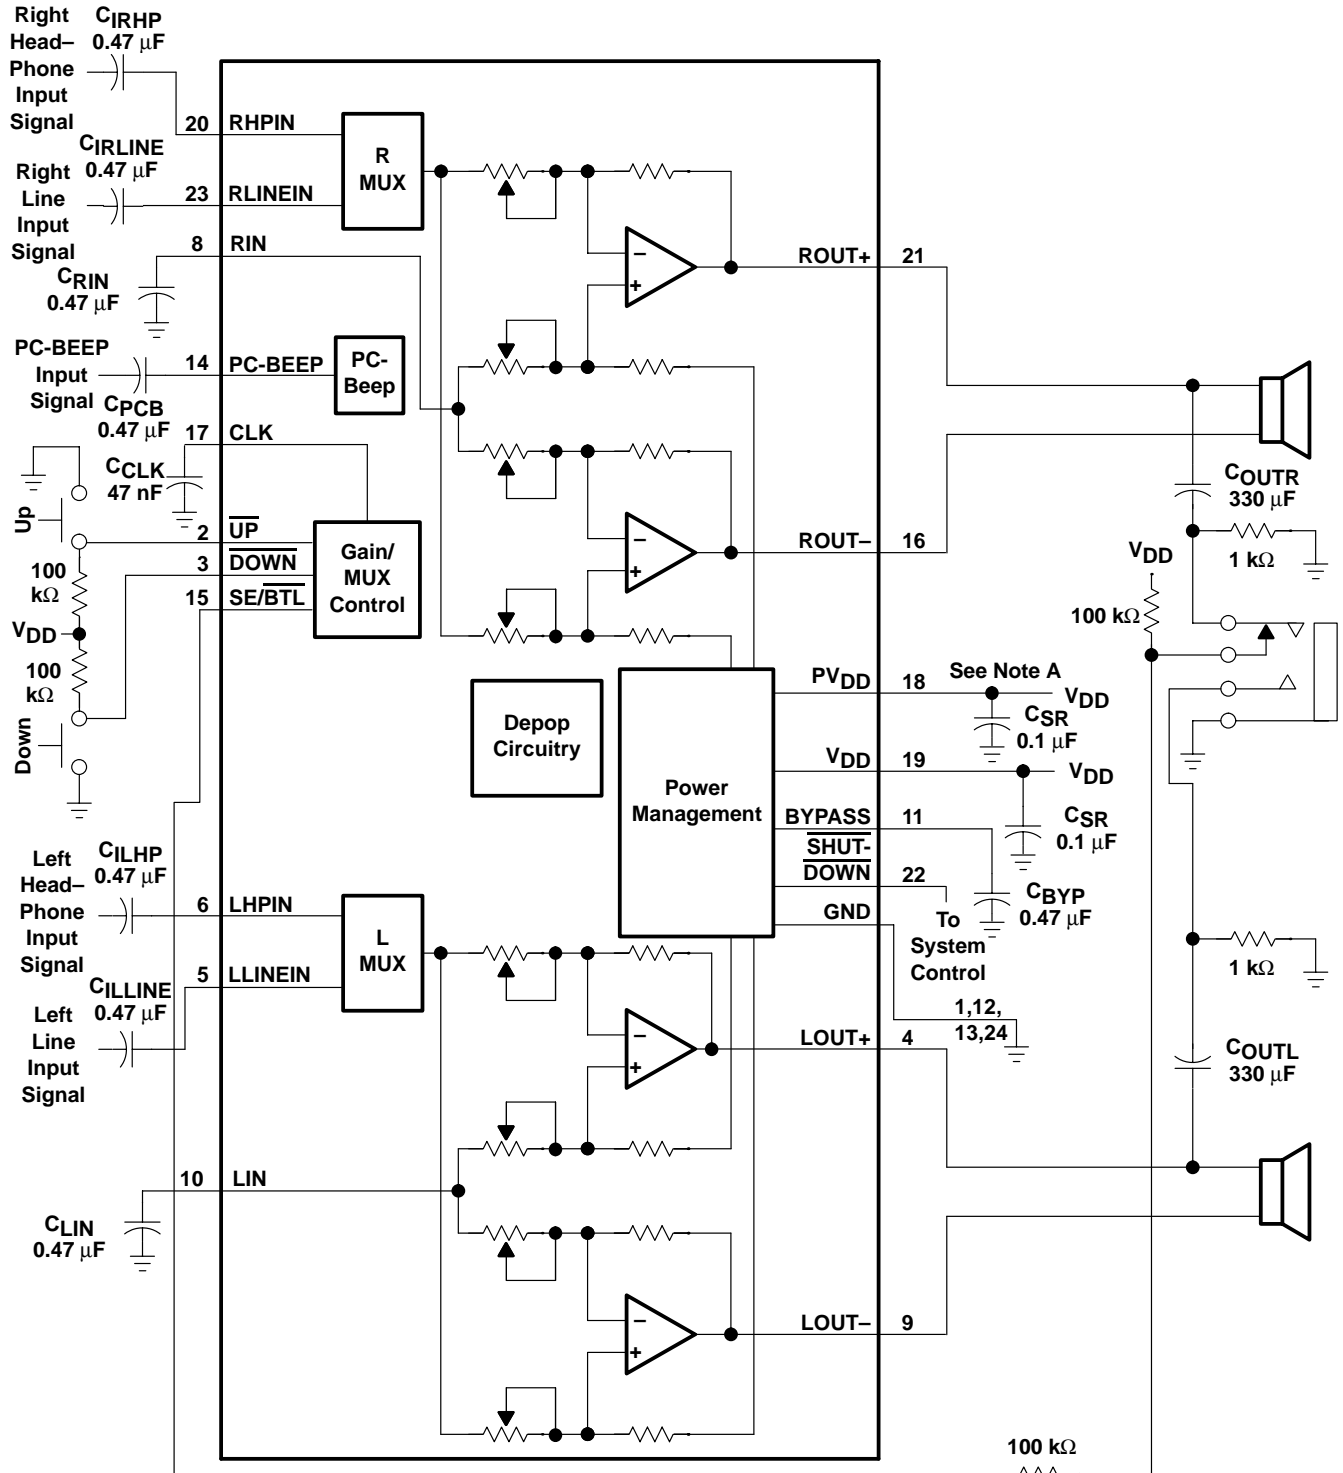 Right
Head–
Phone
Input
Signal
CIRHP
0.47 µF
20 RHPIN
CIRLINE
0.47 µF
Right
Line
Input
Signal
23 RLINEIN
8 RIN
CRIN
0.47 µF
R
MUX
PC-BEEP
Input
Signal
14 PC-BEEP
PC-
Beep
CPCB
0.47 µF
17 CLK
CCLK
47 nF
Up
2 UP
3 DOWN
15 SE/BTL
Gain/
MUX
Control
100
kΩ
VDD
100
kΩ
Down
ROUT+ 21
ROUT– 16
COUTR
330 µF
1 kΩ
VDD
100 kΩ
Depop
Circuitry
Power
Management
PVDD 18
See Note A
VDD
CSR
0.1 µF
VDD 19
VDD
CSR
0.1 µF
BYPASS 11
SHUT-
DOWN 22
CBYP
0.47 µF
GND
To
System
Control
1,12,
13,24
Left
Head–
Phone
Input
Signal
CILHP
0.47 µF
6 LHPIN
5 LLINEIN
L
MUX
CILLINE
0.47 µF
Left
Line
Input
Signal
LOUT+ 4
1 kΩ
COUTL
330 µF
10 LIN
CLIN
0.47 µF
LOUT– 9
100 kΩ
– + – + – + – +